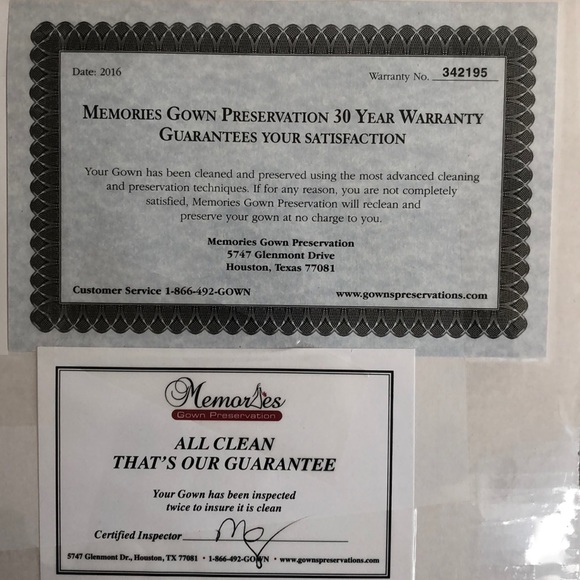 Date: 2016
Warranty No. 342195
MEMORIES GOWN PRESERVATION 30 YEAR WARRANTY
GUARANTEES YOUR SATISFACTION
Your Gown has been cleaned and preserved using the most advanced cleaning
and preservation techniques. If for any reason, you are not completely
satisfied, Memories Gown Preservation will reclean and
preserve your gown at no charge to you.
Memories Gown Preservation
5747 Glenmont Drive
Houston, Texas 77081
Customer Service 1-866-492-GOWN www.gownspreservations.com
Memories
Gown Preservation
ALL CLEAN
THAT'S OUR GUARANTEE
Your Gown has been inspected
twice to insure it is clean
Certified Inspector
5747 Glenmont Dr., Houston, TX 77081 • 1-866-492-GOWN • www.gownspreservations.com